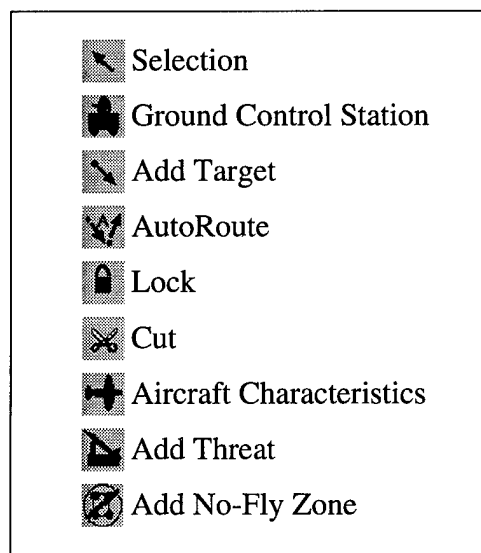 Selection
Ground Control Station
Add Target
AutoRoute
Lock
Cut
Aircraft Characteristics
Add Threat
Add No-Fly Zone